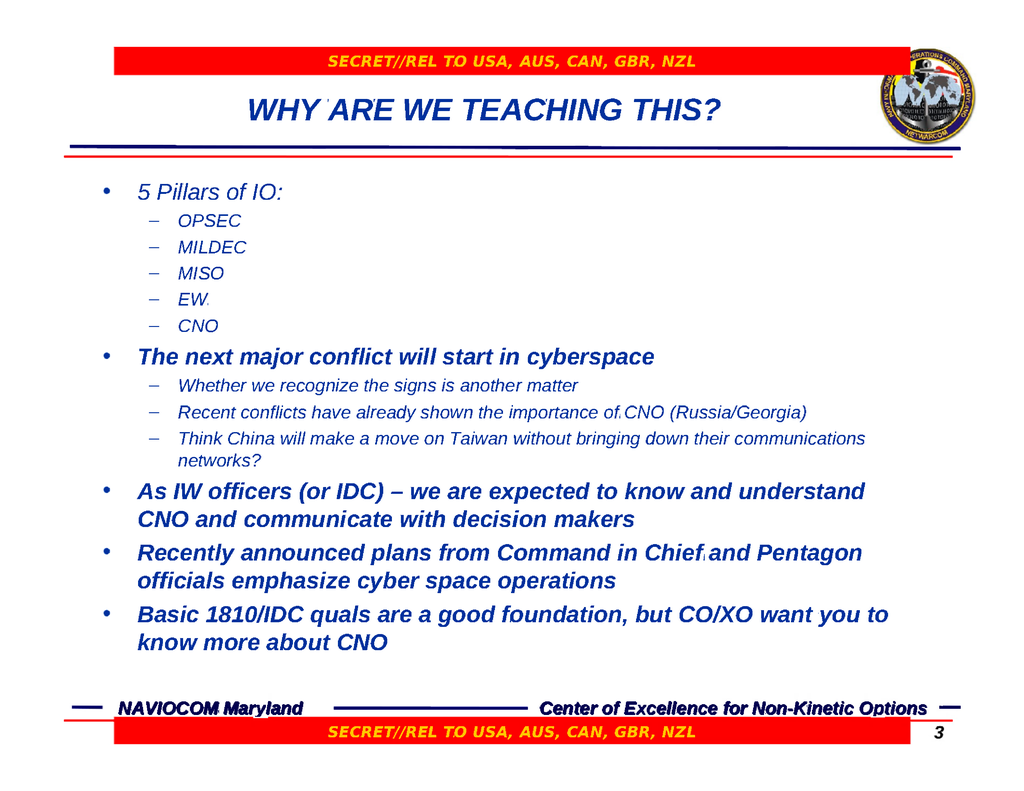 SECRET//REL TO USA, AUS, CAN, GBR, NZL
WHY ARE WE TEACHING THIS?
• 5 Pillars of IO:
– OPSEC
– MILDEC
– MISO
– EW
– CNO
• The next major conflict will start in cyberspace
– Whether we recognize the signs is another matter
– Recent conflicts have already shown the importance of CNO (Russia/Georgia)
– Think China will make a move on Taiwan without bringing down their communications
networks?
• As IW officers (or IDC) – we are expected to know and understand
CNO and communicate with decision makers
• Recently announced plans from Command in Chief and Pentagon
officials emphasize cyber space operations
• Basic 1810/IDC quals are a good foundation, but CO/XO want you to
know more about CNO
NAVIOCOM Maryland
Center of Excellence for Non-Kinetic Options
SECRET//REL TO USA, AUS, CAN, GBR, NZL
3
NETWARCOM